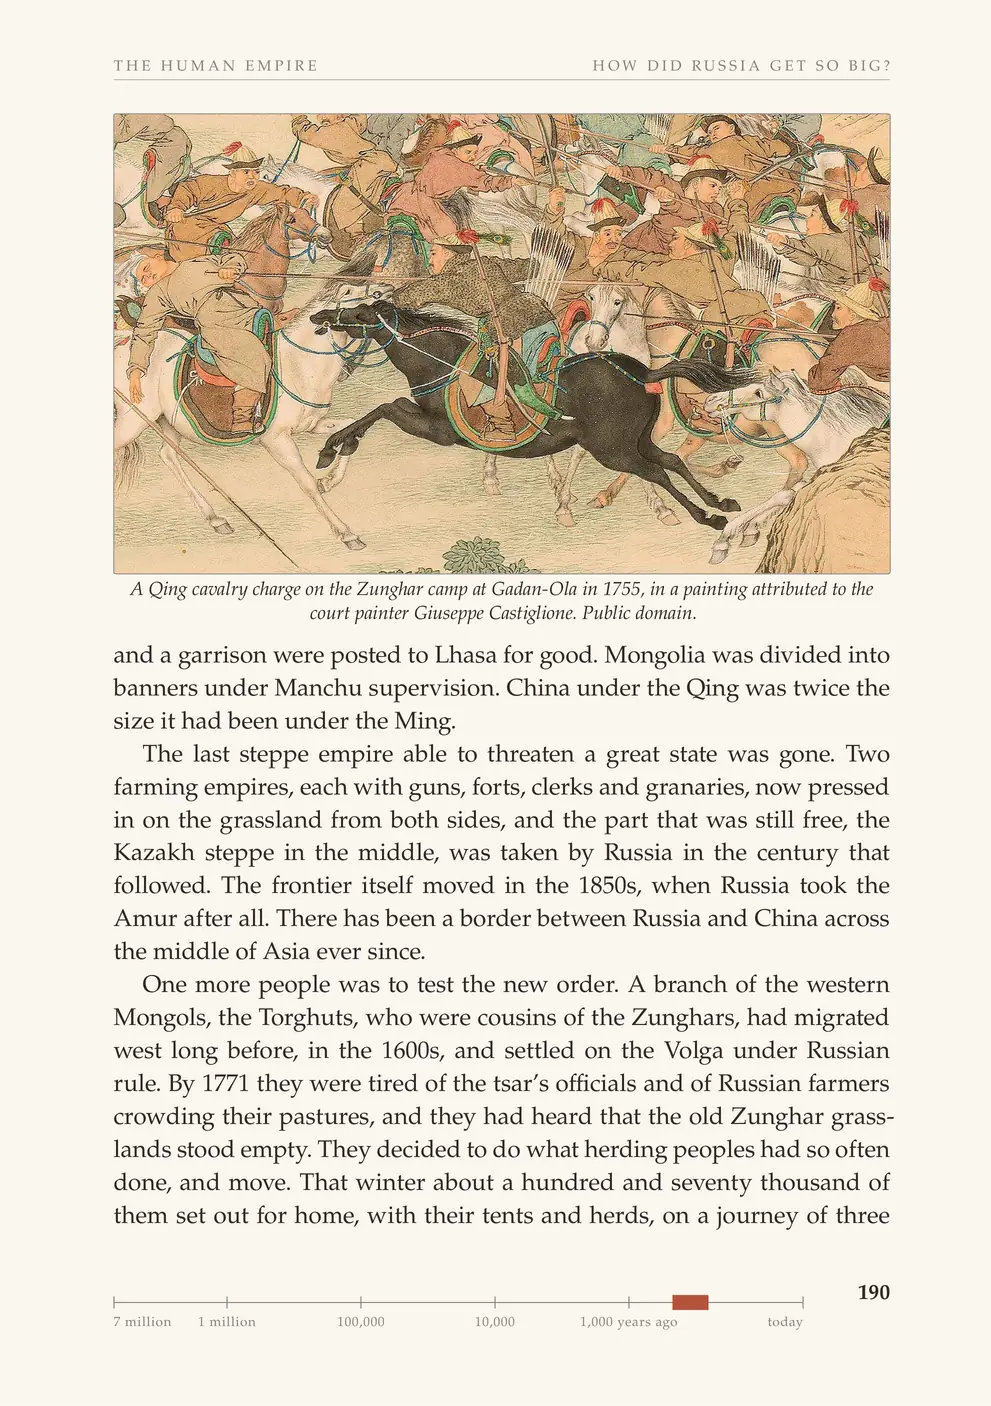 THE HUMAN EMPIRE
HOW DID RUSSIA GET SO BIG?
A Qing cavalry charge on the Zunghar camp at Gadan-Ola in 1755, in a painting attributed to the
court painter Giuseppe Castiglione. Public domain.
and a garrison were posted to Lhasa for good. Mongolia was divided into
banners under Manchu supervision. China under the Qing was twice the
size it had been under the Ming.
The last steppe empire able to threaten a great state was gone. Two
farming empires, each with guns, forts, clerks and granaries, now pressed
in on the grassland from both sides, and the part that was still free, the
Kazakh steppe in the middle, was taken by Russia in the century that
followed. The frontier itself moved in the 1850s, when Russia took the
Amur after all. There has been a border between Russia and China across
the middle of Asia ever since.
One more people was to test the new order. A branch of the western
Mongols, the Torghuts, who were cousins of the Zunghars, had migrated
west long before, in the 1600s, and settled on the Volga under Russian
rule. By 1771 they were tired of the tsar's officials and of Russian farmers
crowding their pastures, and they had heard that the old Zunghar grass-
lands stood empty. They decided to do what herding peoples had so often
done, and move. That winter about a hundred and seventy thousand of
them set out for home, with their tents and herds, on a journey of three
190
7 million
1 million
100,000
10,000
1,000 years ago
today